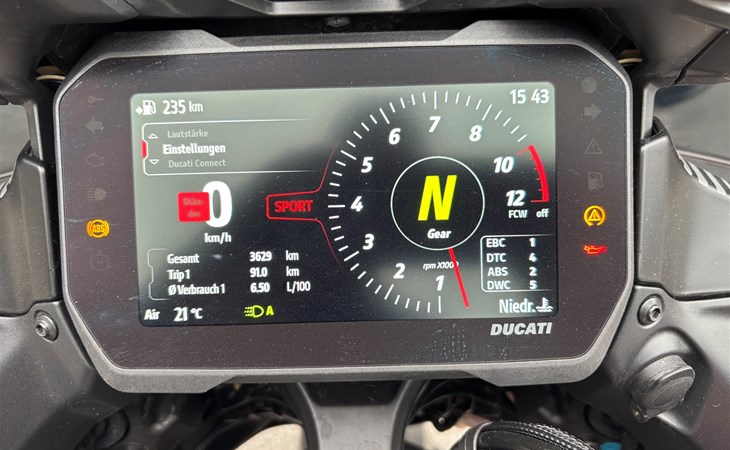 235 km
15 43
Lautstärke
Einstellungen
Ducati Connect
Stän-
der
0
km/h
SPORT
1
2
3
4
5
6
7
8
10
12
N
Gear
rpm X1000
FCW off
Gesamt 3629 km
Trip 1 91.0 km
Ø Verbrauch 1 6.50 L/100
EBC 1
DTC 4
ABS 2
DWC 5
Air 21 °C
A
Niedr.
ABS
DUCATI